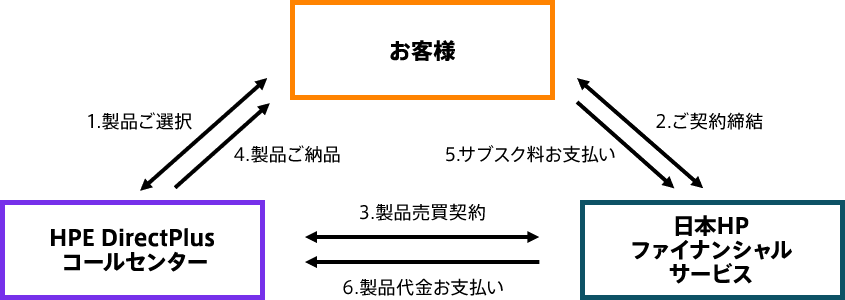 お客様
1.製品ご選択
2.ご契約締結
4.製品ご納品
5.サブスク料お支払い
3.製品売買契約
HPE DirectPlus
コールセンター
日本HP
ファイナンシャル
サービス
6.製品代金お支払い